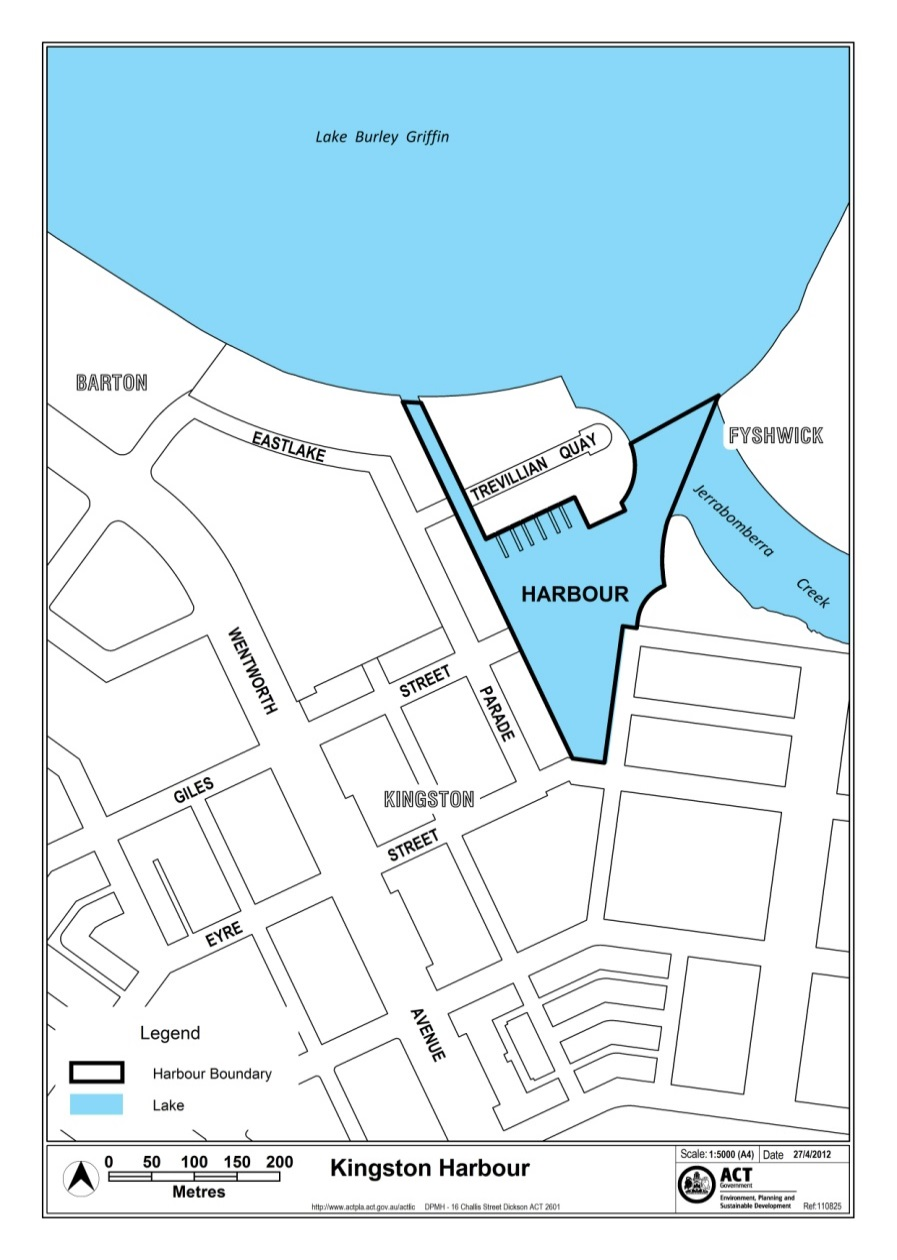 Lake Burley Griffin
BARTON
FYSHWICK
EASTLAKE
TREVILLIAN QUAY
Jerrabomberra
Creek
HARBOUR
WENTWORTH
STREET
PARADE
GILES
KINGSTON
STREET
EYRE
AVENUE
Legend
Harbour Boundary
Lake
0 50 100 150 200
Metres
Kingston Harbour
http://www.actpla.act.gov.au/actlic DPMH - 16 Challis Street Dickson ACT 2601
Scale: 1:5000 (A4) Date 27/4/2012
ACT
Government
Environment, Planning and
Sustainable Development
Ref:110825